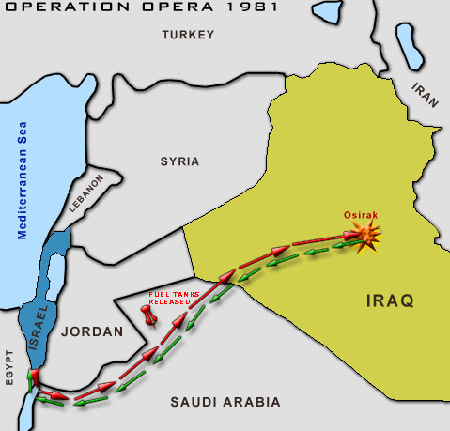 OPERATION OPERA 1981
TURKEY
IRAN
Mediterranean Sea
SYRIA
LEBANON
Osirak
FUEL TANKS
RELEASED
IRAQ
ISRAEL
JORDAN
EGYPT
SAUDI ARABIA